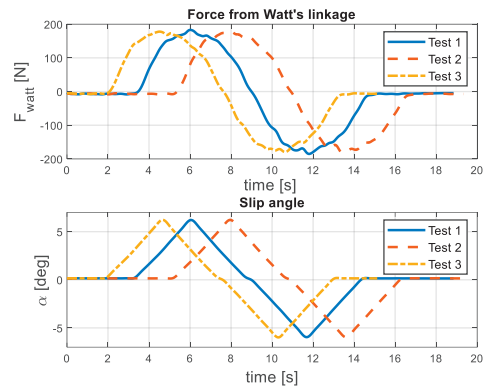 Force from Watt's linkage
F watt [N]
200
100
0
-100
-200
Test 1
Test 2
Test 3
0 2 4 6 8 10 12 14 16 18 20
time [s]
Slip angle
α [deg]
5
0
-5
Test 1
Test 2
Test 3
0 2 4 6 8 10 12 14 16 18 20
time [s]